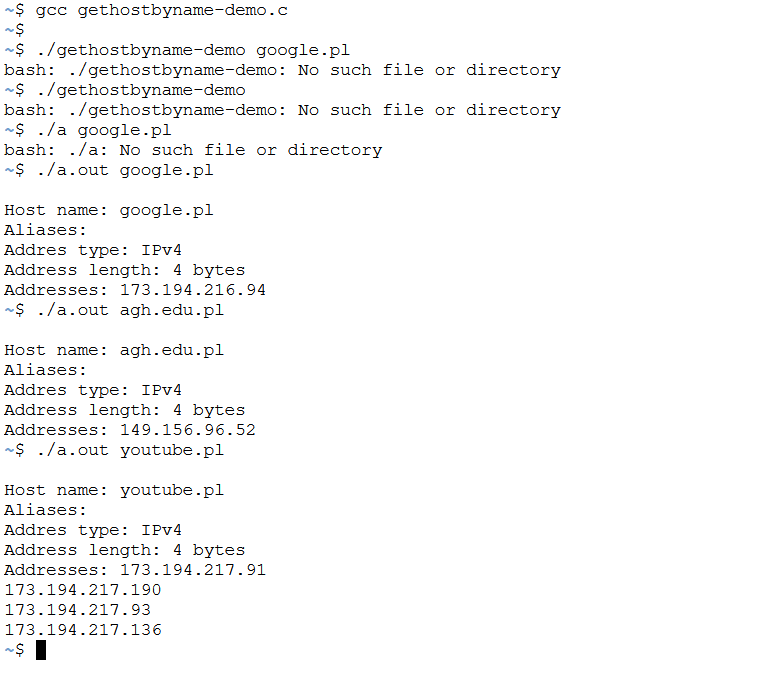 ~$ gcc gethostbyname-demo.c
~$
~$ ./gethostbyname-demo google.pl
bash: ./gethostbyname-demo: No such file or directory
~$ ./gethostbyname-demo
bash: ./gethostbyname-demo: No such file or directory
~$ ./a google.pl
bash: ./a: No such file or directory
~$ ./a.out google.pl
Host name: google.pl
Aliases:
Addres type: IPv4
Address length: 4 bytes
Addresses: 173.194.216.94
~$ ./a.out agh.edu.pl
Host name: agh.edu.pl
Aliases:
Addres type: IPv4
Address length: 4 bytes
Addresses: 149.156.96.52
~$ ./a.out youtube.pl
Host name: youtube.pl
Aliases:
Addres type: IPv4
Address length: 4 bytes
Addresses: 173.194.217.91
173.194.217.190
173.194.217.93
173.194.217.136
~$